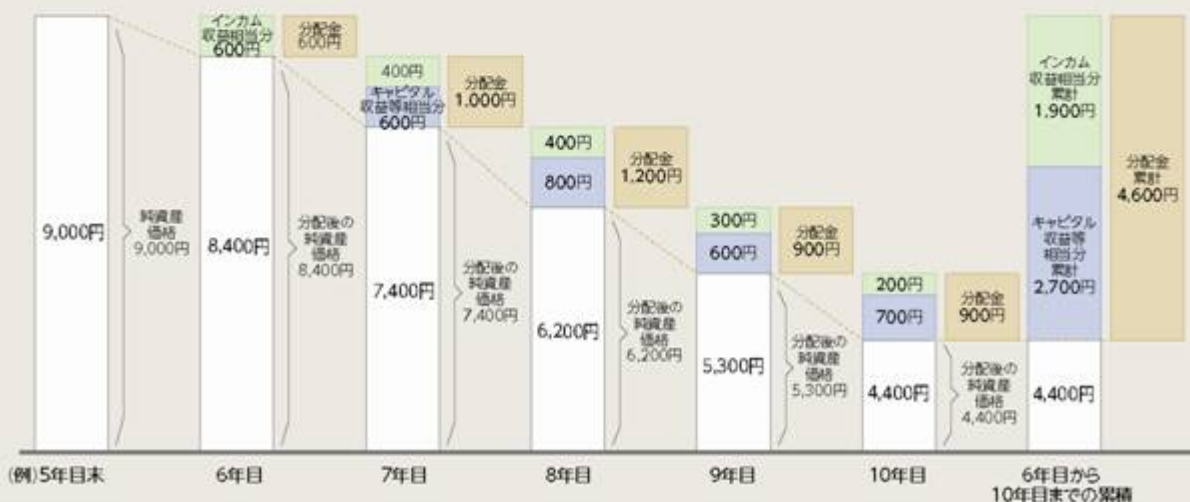 9,000円
純資産
価格
9,000円
インカム
収益相当分
600円
分配金
600円
8,400円
分配後の
純資産
価格
8,400円
400円
キャピタル
収益等相当分
600円
分配金
1,000円
7,400円
分配後の
純資産
価格
7,400円
400円
800円
分配金
1,200円
6,200円
分配後の
純資産
価格
6,200円
300円
600円
分配金
900円
5,300円
分配後の
純資産
価格
5,300円
200円
700円
分配金
900円
4,400円
分配後の
純資産
価格
4,400円
インカム
収益相当分
累計
1,900円
キャピタル
収益等
相当分
累計
2,700円
分配金
累計
4,600円
4,400円
(例)5年目末
6年目
7年目
8年目
9年目
10年目
6年目から
10年目までの累積